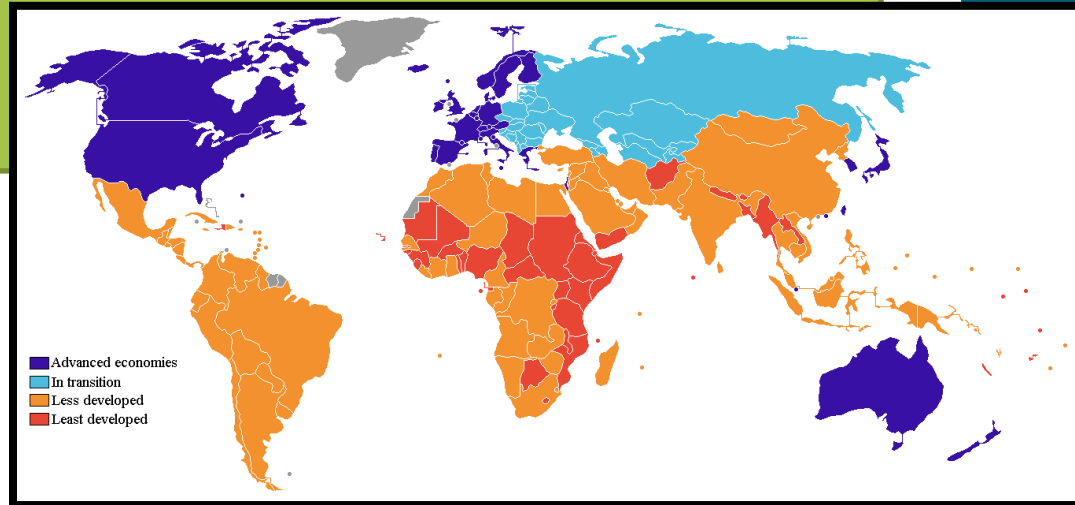 Advanced economies
In transition
Less developed
Least developed